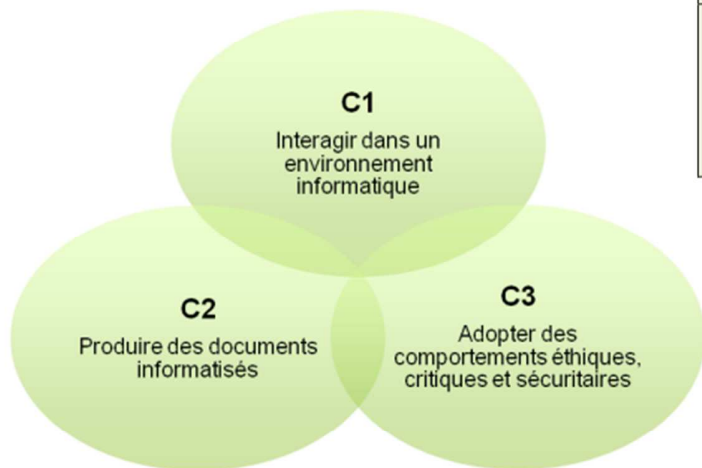 C1
Interagir dans un
environnement
informatique
C2
Produire des documents
informatisés
C3
Adopter des
comportements éthiques,
critiques et sécuritaires